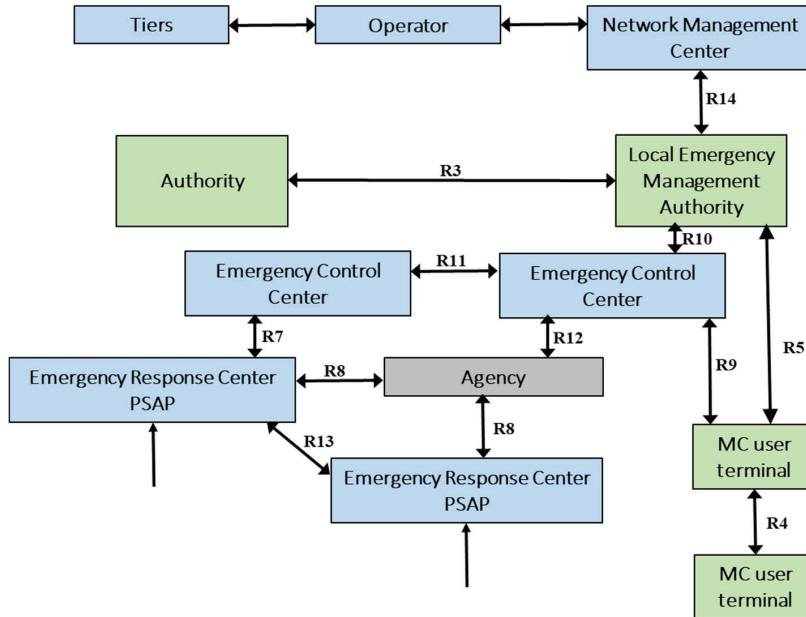 Tiers
Operator
Network Management
Center
R14
Authority
R3
Local Emergency
Management
Authority
R10
Emergency Control
Center
R11
Emergency Control
Center
R7
R12
R9
R5
Emergency Response Center
PSAP
R8
Agency
R13
R8
MC user
terminal
Emergency Response Center
PSAP
R4
MC user
terminal